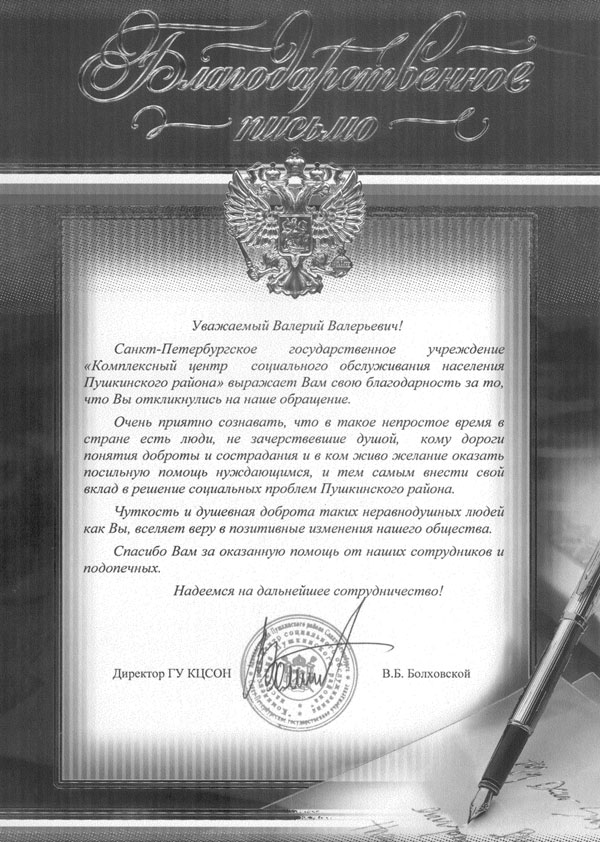 Благодарственное
письмо
Уважаемый Валерий Валерьевич!
Санкт-Петербургское государственное учреждение
«Комплексный центр социального обслуживания населения
Пушкинского района» выражает Вам свою благодарность за то,
что Вы откликнулись на наше обращение.
Очень приятно сознавать, что в такое непростое время в
стране есть люди, не зачерствевшие душой, кому дороги
понятия доброты и сострадания и в ком живо желание оказать
посильную помощь нуждающимся, и тем самым внести свой
вклад в решение социальных проблем Пушкинского района.
Чуткость и душевная доброта таких неравнодушных людей
как Вы, вселяет веру в позитивные изменения нашего общества.
Спасибо Вам за оказанную помощь от наших сотрудников и
подопечных.
Надеемся на дальнейшее сотрудничество!
Директор ГУ КЦСОН В.Б. Болховской